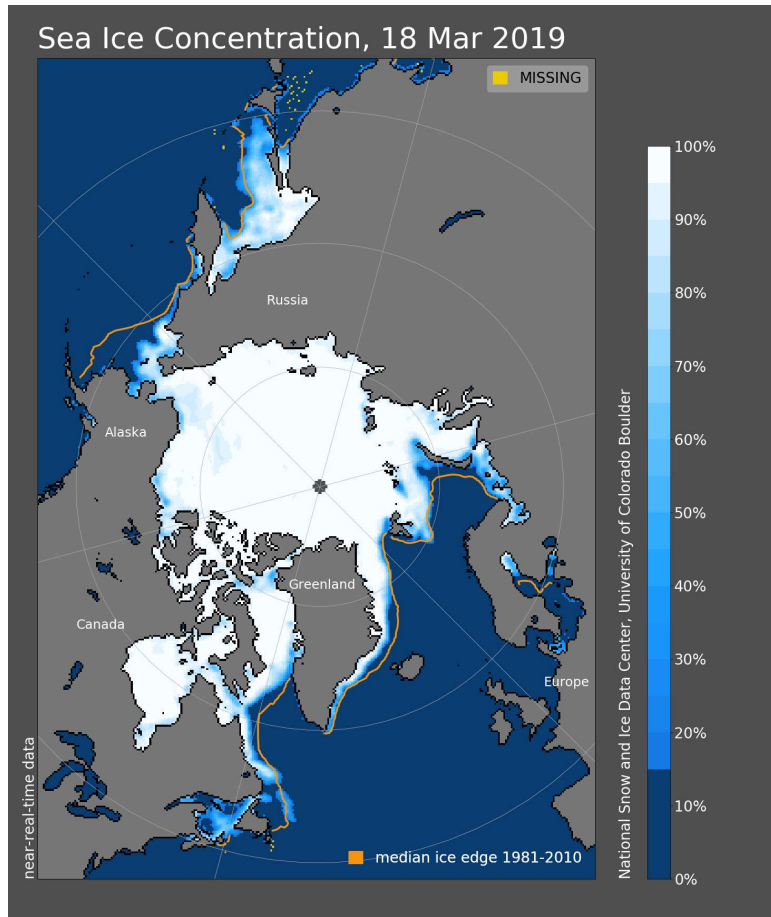 Sea Ice Concentration, 18 Mar 2019
MISSING
100%
90%
80%
70%
60%
50%
40%
30%
20%
10%
0%
Russia
Alaska
Greenland
Canada
Europe
near-real-time data
median ice edge 1981-2010
National Snow and Ice Data Center, University of Colorado Boulder